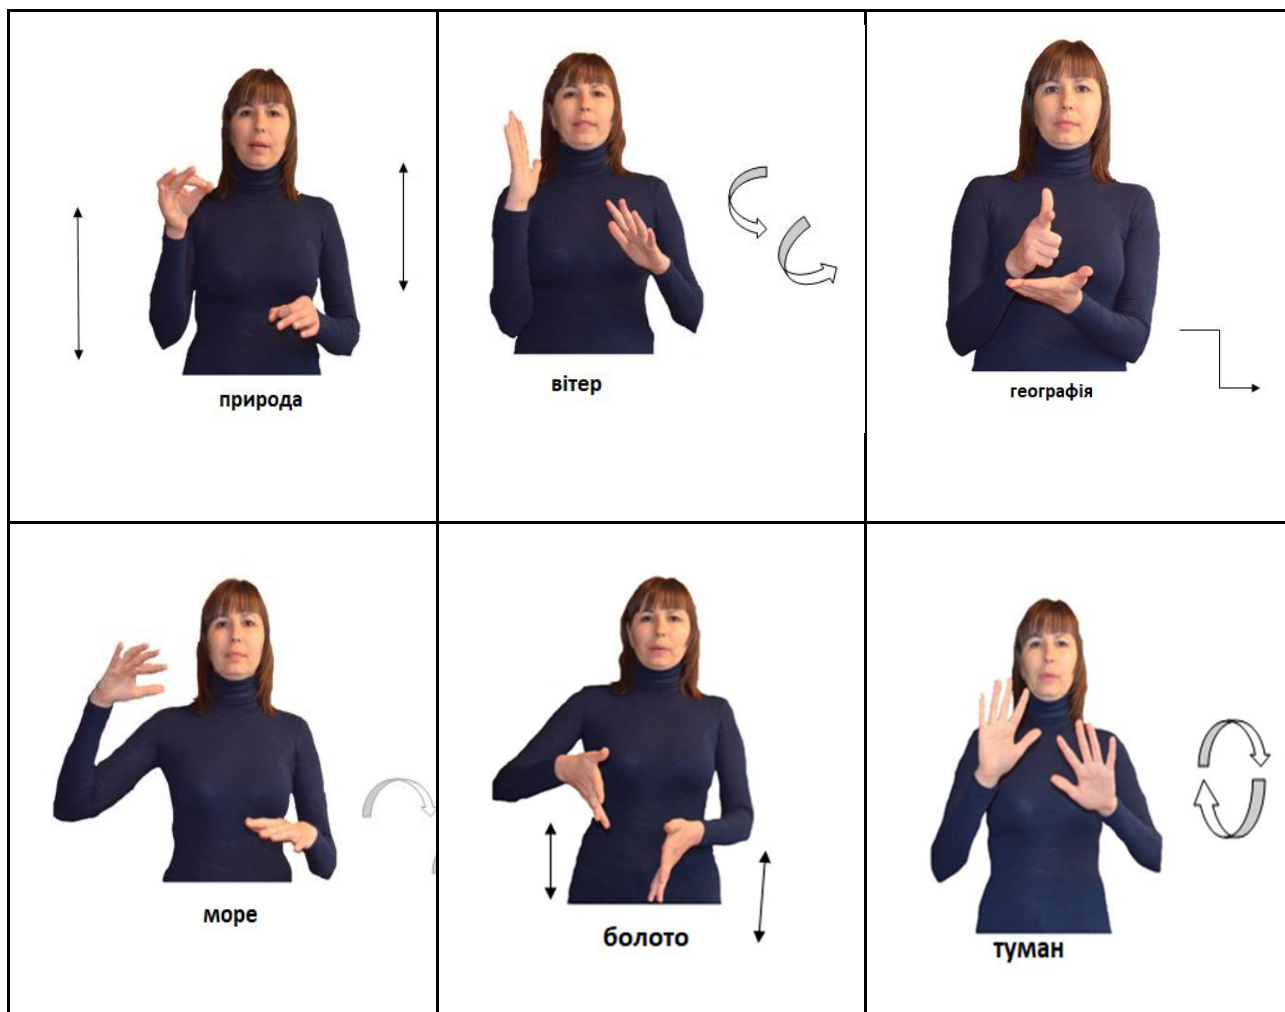 природа
вітер
географія
море
болото
туман